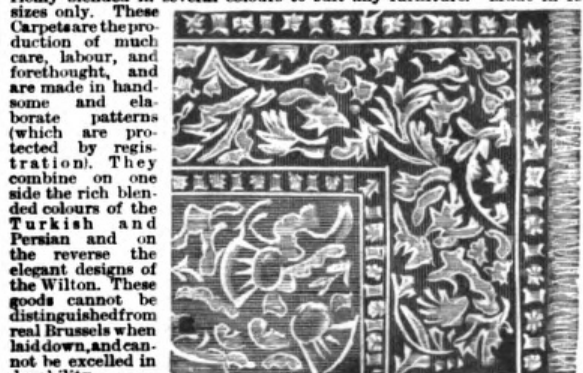 sizes only. These
Carpets are the pro-
duction of much
care, labour, and
forethought, and
are made in hand-
some and ela-
borate patterns
(which are pro-
tected by regis-
tration). They
combine on one
side the rich blen-
ded colours of the
Turkish and
Persian and on
the reverse the
elegant designs of
the Wilton. These
goods cannot be
distinguished from
real Brussels when
laid down, and can-
not be excelled in